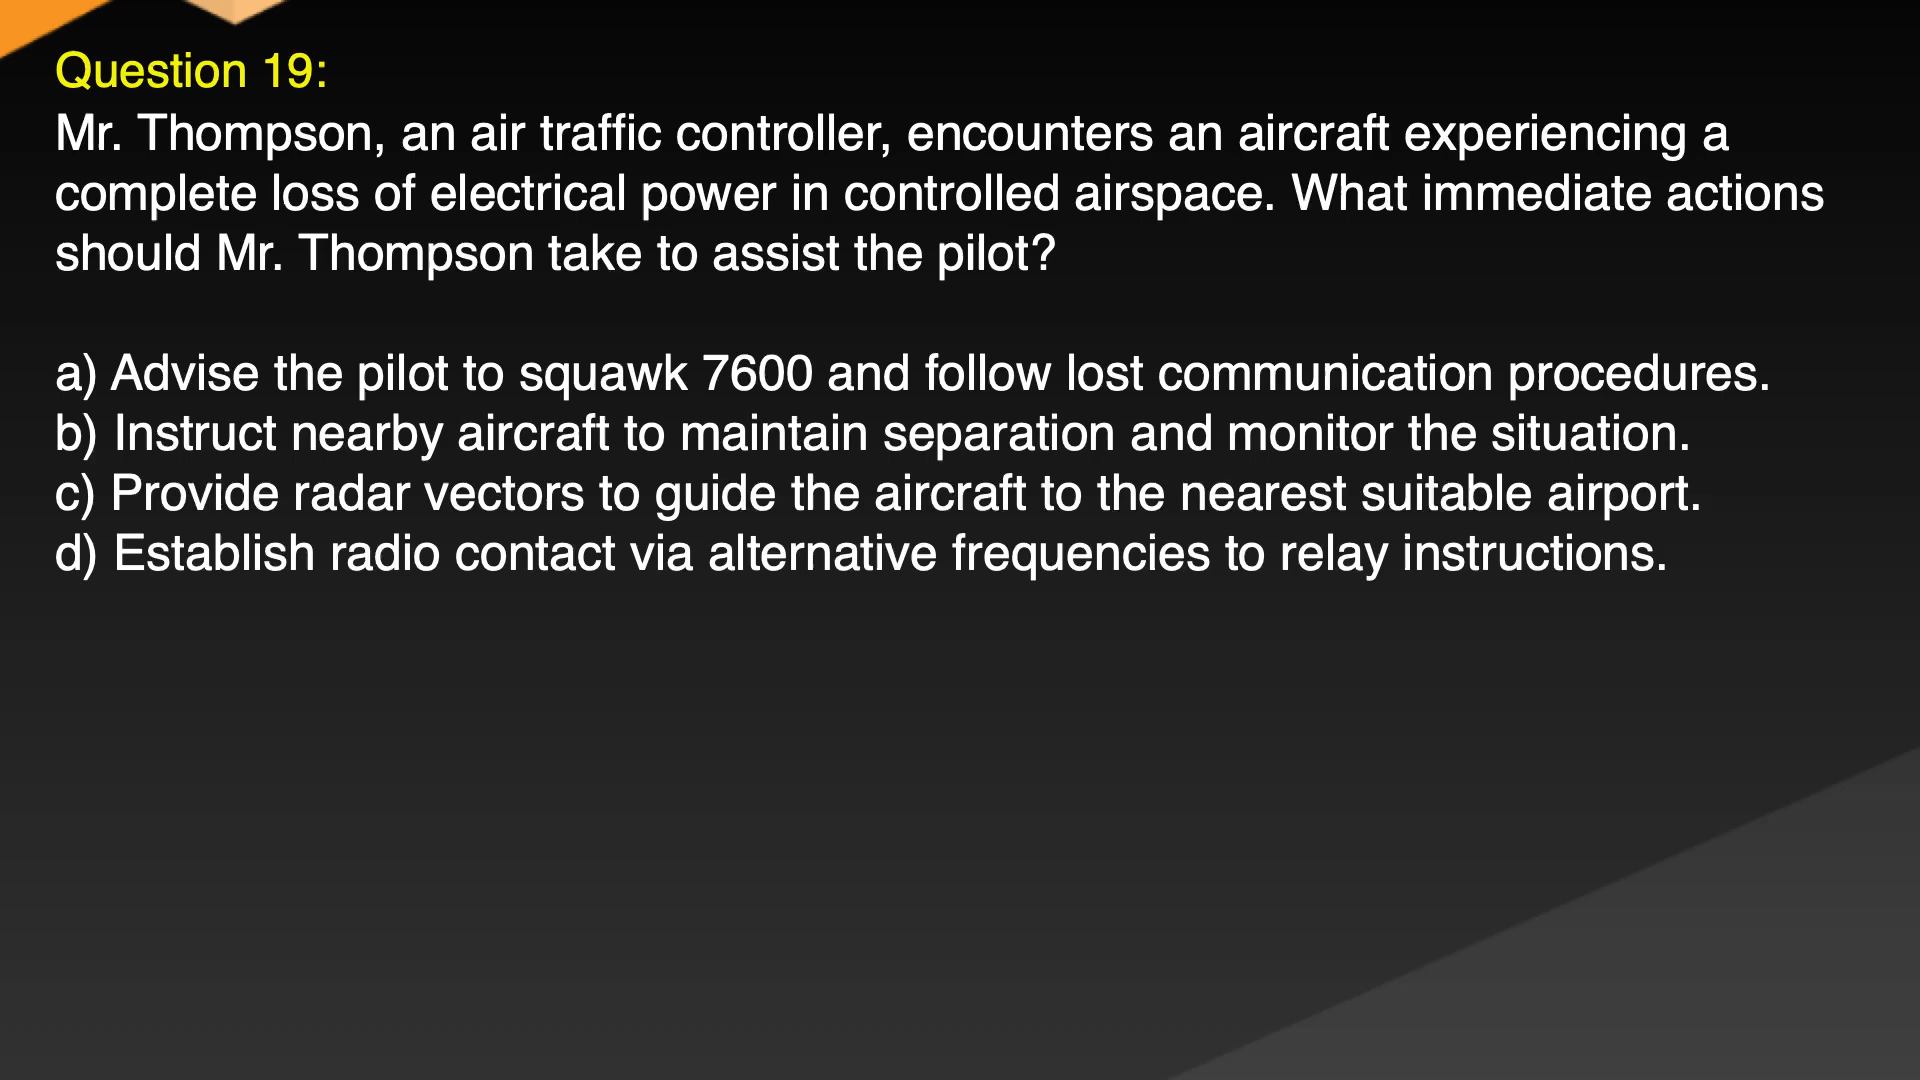 Question 19:
Mr. Thompson, an air traffic controller, encounters an aircraft experiencing a
complete loss of electrical power in controlled airspace. What immediate actions
should Mr. Thompson take to assist the pilot?
a) Advise the pilot to squawk 7600 and follow lost communication procedures.
b) Instruct nearby aircraft to maintain separation and monitor the situation.
c) Provide radar vectors to guide the aircraft to the nearest suitable airport.
d) Establish radio contact via alternative frequencies to relay instructions.